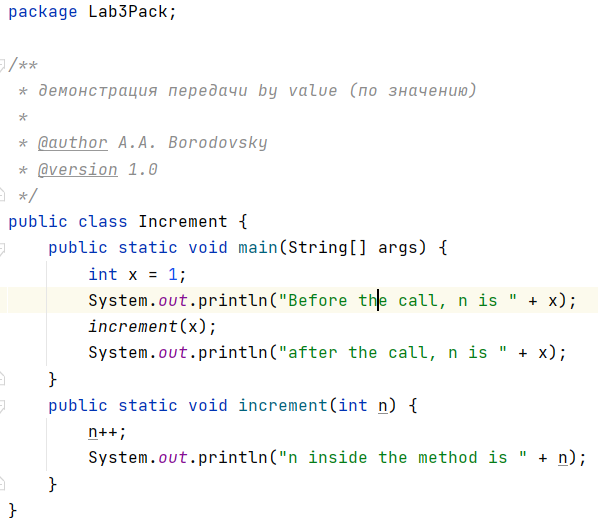 package Lab3Pack;
/**
 * демонстрация передачи by value (по значению)
 *
 * @author A.A. Borodovsky
 * @version 1.0
 */
public class Increment {
    public static void main(String[] args) {
        int x = 1;
        System.out.println("Before the call, n is " + x);
        increment(x);
        System.out.println("after the call, n is " + x);
    }
    public static void increment(int n) {
        n++;
        System.out.println("n inside the method is " + n);
    }
}